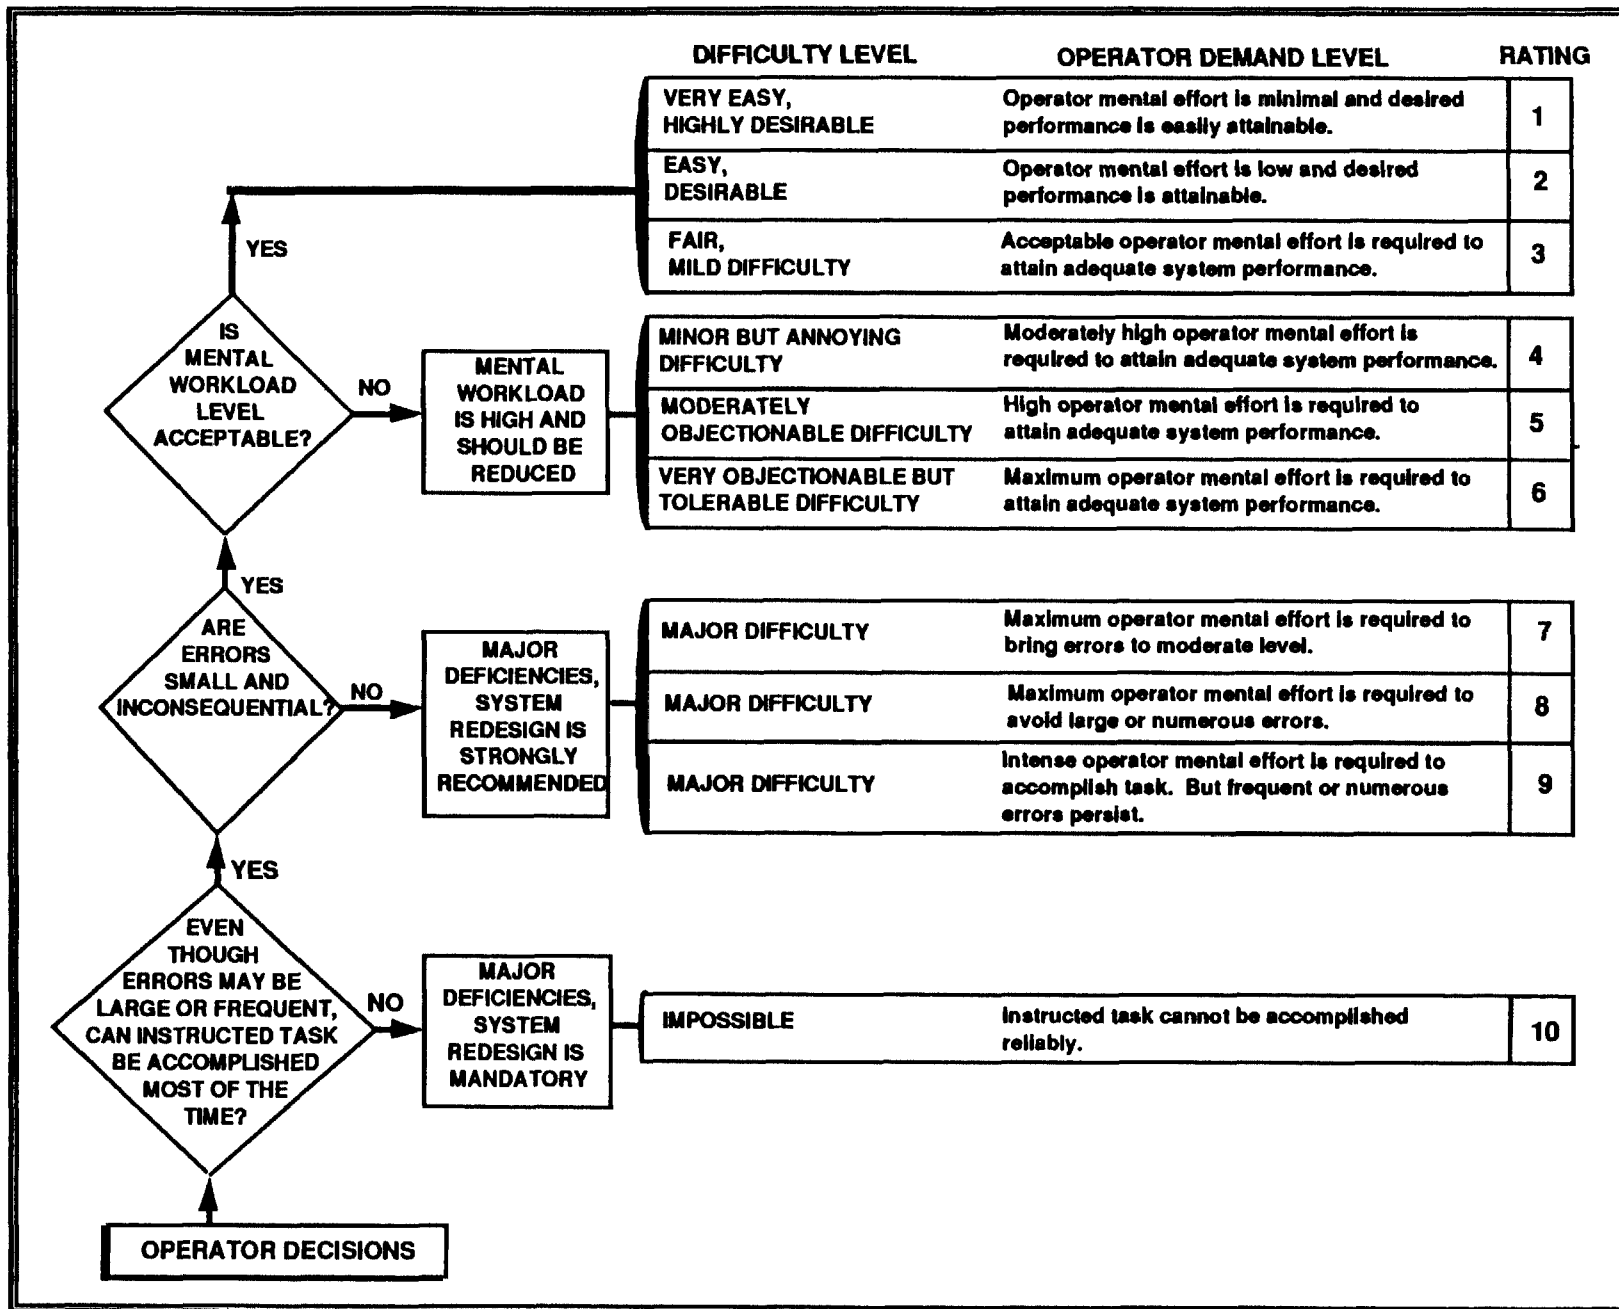 DIFFICULTY LEVEL OPERATOR DEMAND LEVEL RATING
VERY EASY,
HIGHLY DESIRABLE
Operator mental effort is minimal and desired
performance is easily attainable.
1
EASY,
DESIRABLE
Operator mental effort is low and desired
performance is attainable.
2
FAIR,
MILD DIFFICULTY
Acceptable operator mental effort is required to
attain adequate system performance.
3
YES
IS
MENTAL
WORKLOAD
LEVEL
ACCEPTABLE?
NO
MENTAL
WORKLOAD
IS HIGH AND
SHOULD BE
REDUCED
MINOR BUT ANNOYING
DIFFICULTY
Moderately high operator mental effort is
required to attain adequate system performance.
4
MODERATELY
OBJECTIONABLE DIFFICULTY
High operator mental effort is required to
attain adequate system performance.
5
VERY OBJECTIONABLE BUT
TOLERABLE DIFFICULTY
Maximum operator mental effort is required to
attain adequate system performance.
6
YES
ARE
ERRORS
SMALL AND
INCONSEQUENTIAL?
NO
MAJOR
DEFICIENCIES,
SYSTEM
REDESIGN IS
STRONGLY
RECOMMENDED
MAJOR DIFFICULTY
Maximum operator mental effort is required to
bring errors to moderate level.
7
MAJOR DIFFICULTY
Maximum operator mental effort is required to
avoid large or numerous errors.
8
MAJOR DIFFICULTY
Intense operator mental effort is required to
accomplish task. But frequent or numerous
errors persist.
9
YES
EVEN
THOUGH
ERRORS MAY BE
LARGE OR FREQUENT,
CAN INSTRUCTED TASK
BE ACCOMPLISHED
MOST OF THE
TIME?
NO
MAJOR
DEFICIENCIES,
SYSTEM
REDESIGN IS
MANDATORY
IMPOSSIBLE
Instructed task cannot be accomplished
reliably.
10
OPERATOR DECISIONS